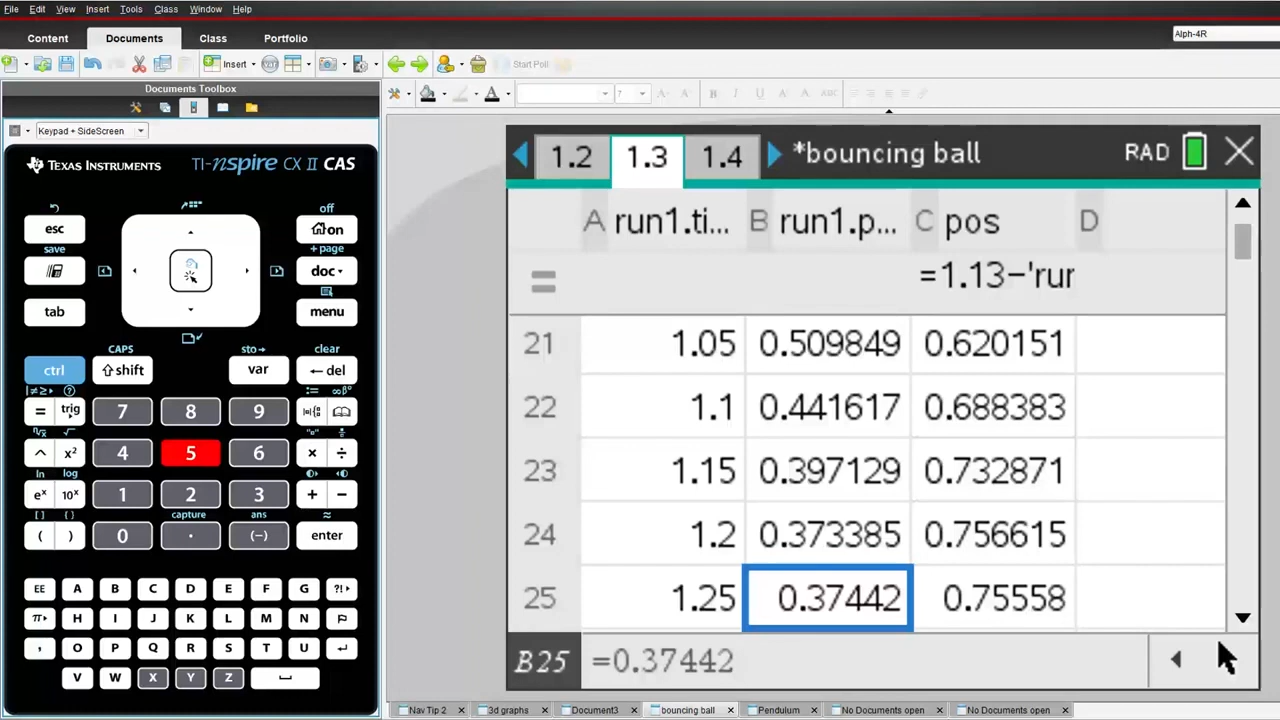 File Edit View Insert Tools Class Window Help
Content Documents Class Portfolio
Alph-4R
Insert Start Poll
Documents Toolbox
7 B I U A A ABC
Keypad + SideScreen
TEXAS INSTRUMENTS TI-nspire CX II CAS
1.2 1.3 1.4 *bouncing ball RAD
off
esc on
save + page
doc
tab menu
A run1.ti... B run1.p... C pos D
= =1.13-'rur
21 1.05 0.509849 0.620151
22 1.1 0.441617 0.688383
23 1.15 0.397129 0.732871
24 1.2 0.373385 0.756615
25 1.25 0.37442 0.75558
B25 =0.37442
CAPS sto→ clear
ctrl shift var ← del
= trig 7 8 9
^ x² 4 5 6 × ÷
ln log
eˣ 10ˣ 1 2 3 + −
[ ] { } capture ans ≈
( ) 0 . (−) enter
EE A B C D E F G ?!
π H I J K L M N
, O P Q R S T U
V W X Y Z
Nav Tip 2 3d graphs Document3 bouncing ball Pendulum No Documents open No Documents open